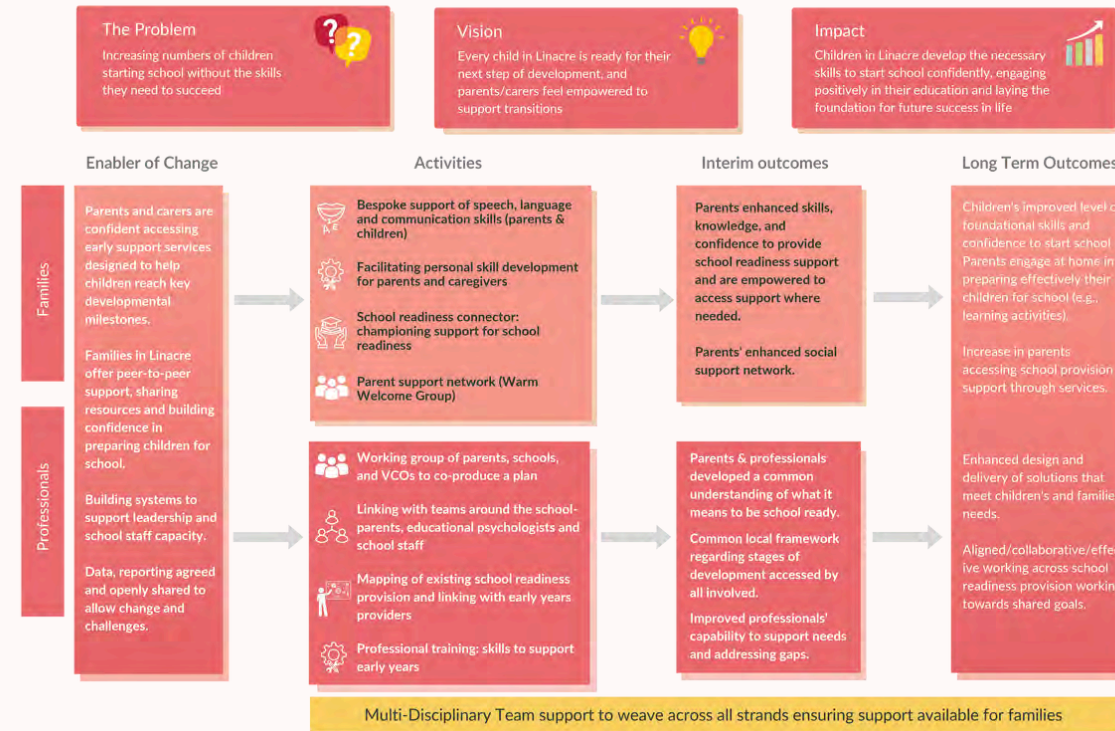 The Problem
Increasing numbers of children
starting school without the skills
they need to succeed
Vision
Every child in Linacre is ready for their
next step of development, and
parents/carers feel empowered to
support transitions
Impact
Children in Linacre develop the necessary
skills to start school confidently, engaging
positively in their education and laying the
foundation for future success in life
Enabler of Change
Activities
Interim outcomes
Long Term Outcomes
Families
Professionals
Parents and carers are
confident accessing
early support services
designed to help
children reach key
developmental
milestones.
Families in Linacre
offer peer-to-peer
support, sharing
resources and building
confidence in
preparing children for
school.
Building systems to
support leadership and
school staff capacity.
Data, reporting agreed
and openly shared to
allow change and
challenges.
Bespoke support of speech, language
and communication skills (parents &
children)
Facilitating personal skill development
for parents and caregivers
School readiness connector:
championing support for school
readiness
Parent support network (Warm
Welcome Group)
Working group of parents, schools,
and VCOs to co-produce a plan
Linking with teams around the school-
parents, educational psychologists and
school staff
Mapping of existing school readiness
provision and linking with early years
providers
Professional training: skills to support
early years
Parents enhanced skills,
knowledge, and
confidence to provide
school readiness support
and are empowered to
access support where
needed.
Parents' enhanced social
support network.
Parents & professionals
developed a common
understanding of what it
means to be school ready.
Common local framework
regarding stages of
development accessed by
all involved.
Improved professionals'
capability to support needs
and addressing gaps.
Children's improved level
foundational skills and
confidence to start school
Parents engage at home in
preparing effectively their
children for school (e.g.,
learning activities).
Increase in parents
accessing school provision
support through services.
Enhanced design and
delivery of solutions that
meet children's and
needs.
Aligned/collaborative/
ive working across school
readiness provision
towards shared goals.
Multi-Disciplinary Team support to weave across all strands ensuring support available for families